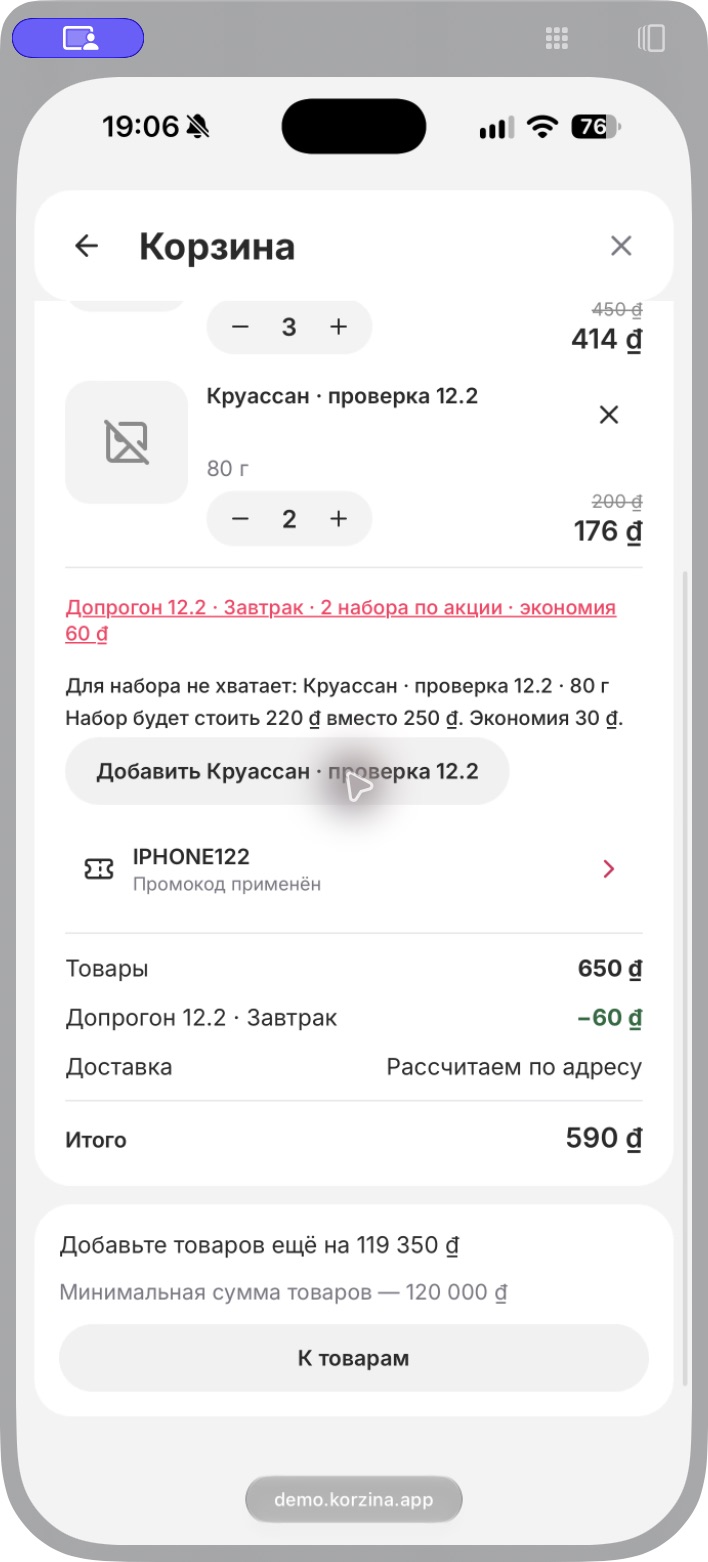 19:06
76
Корзина
3
450 ₫
414 ₫
Круассан · проверка 12.2
80 г
2
200 ₫
176 ₫
Допрогон 12.2 · Завтрак · 2 набора по акции · экономия
60 ₫
Для набора не хватает: Круассан · проверка 12.2 · 80 г
Набор будет стоить 220 ₫ вместо 250 ₫. Экономия 30 ₫.
Добавить Круассан · проверка 12.2
IPHONE122
Промокод применён
Товары 650 ₫
Допрогон 12.2 · Завтрак −60 ₫
Доставка Рассчитаем по адресу
Итого 590 ₫
Добавьте товаров ещё на 119 350 ₫
Минимальная сумма товаров — 120 000 ₫
К товарам
demo.korzina.app